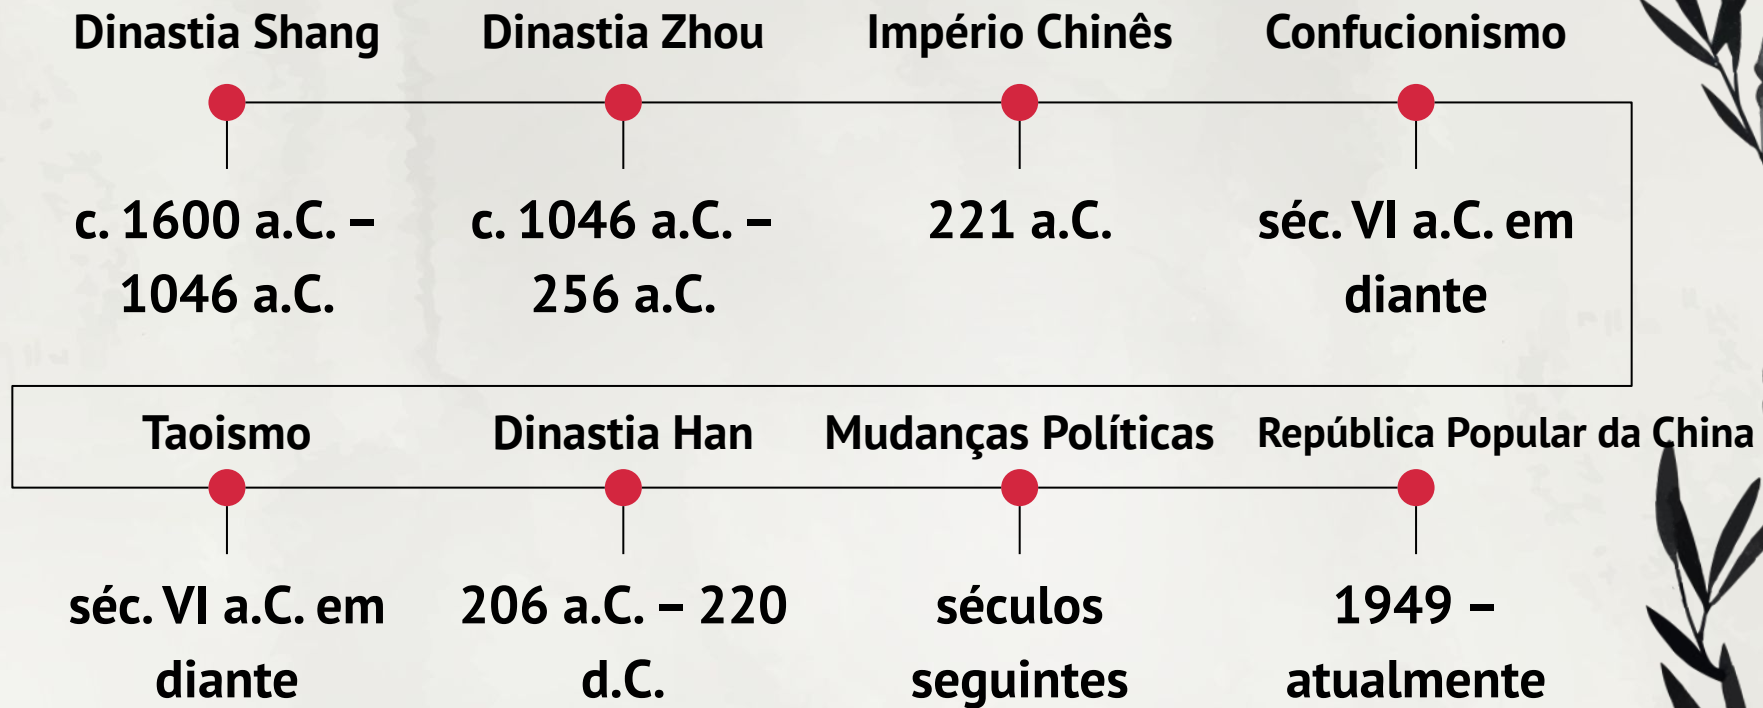 Dinastia Shang
Dinastia Zhou
Império Chinês
Confucionismo
c. 1600 a.C. –
1046 a.C.
c. 1046 a.C. –
256 a.C.
221 a.C.
séc. VI a.C. em
diante
Taoismo
Dinastia Han
Mudanças Políticas
República Popular da China
séc. VI a.C. em
diante
206 a.C. – 220
d.C.
séculos
seguintes
1949 –
atualmente